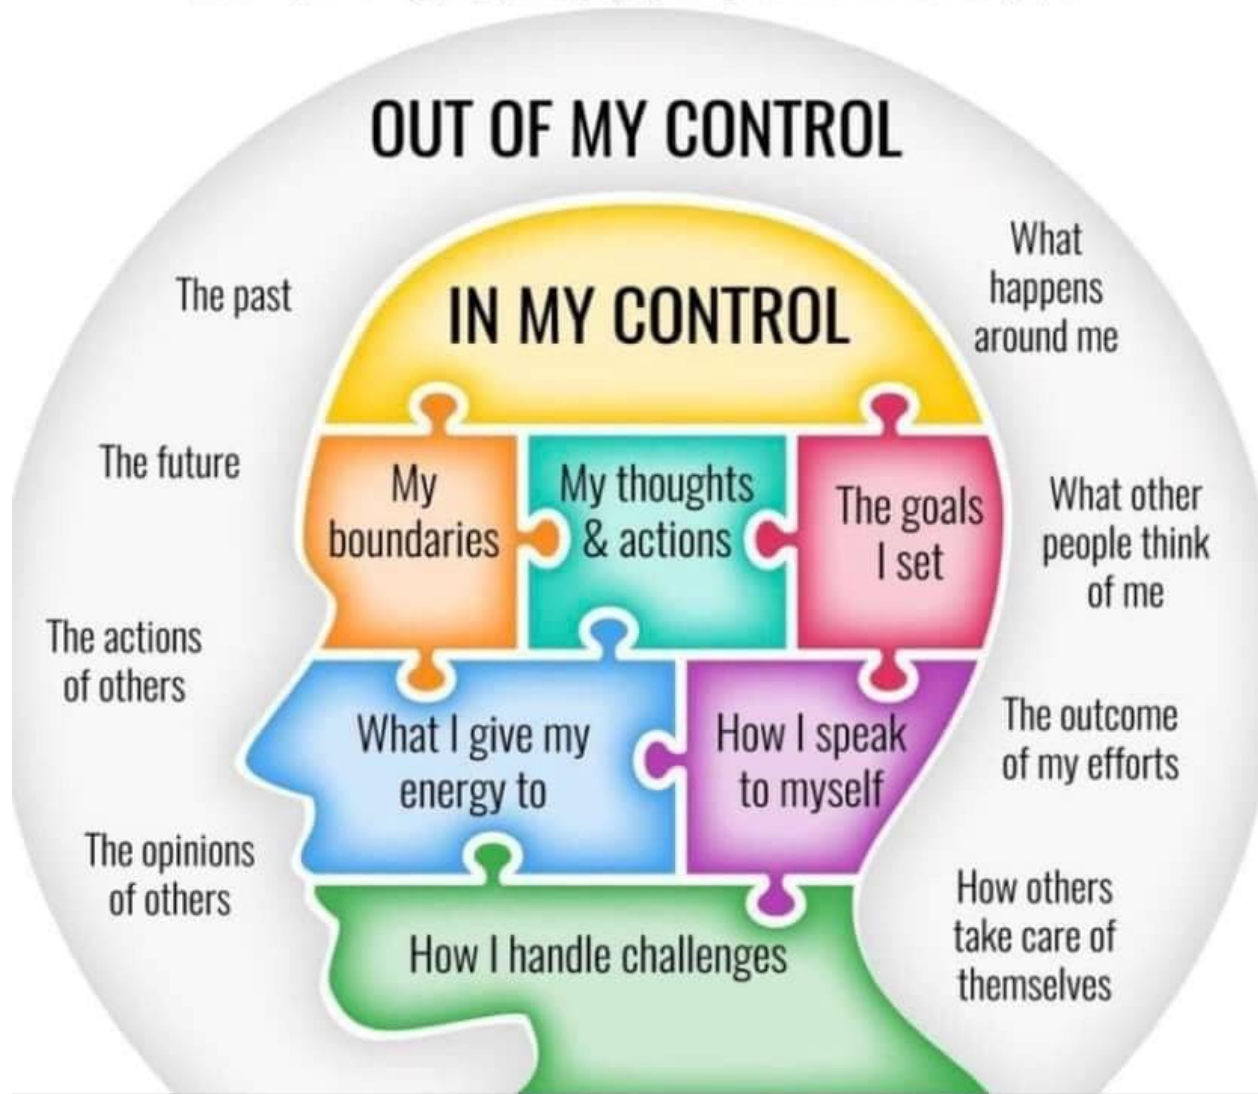 OUT OF MY CONTROL
IN MY CONTROL
The past
The future
The actions
of others
The opinions
of others
My
boundaries
My thoughts
& actions
The goals
I set
What I give my
energy to
How I speak
to myself
How I handle challenges
What
happens
around me
What other
people think
of me
The outcome
of my efforts
How others
take care of
themselves